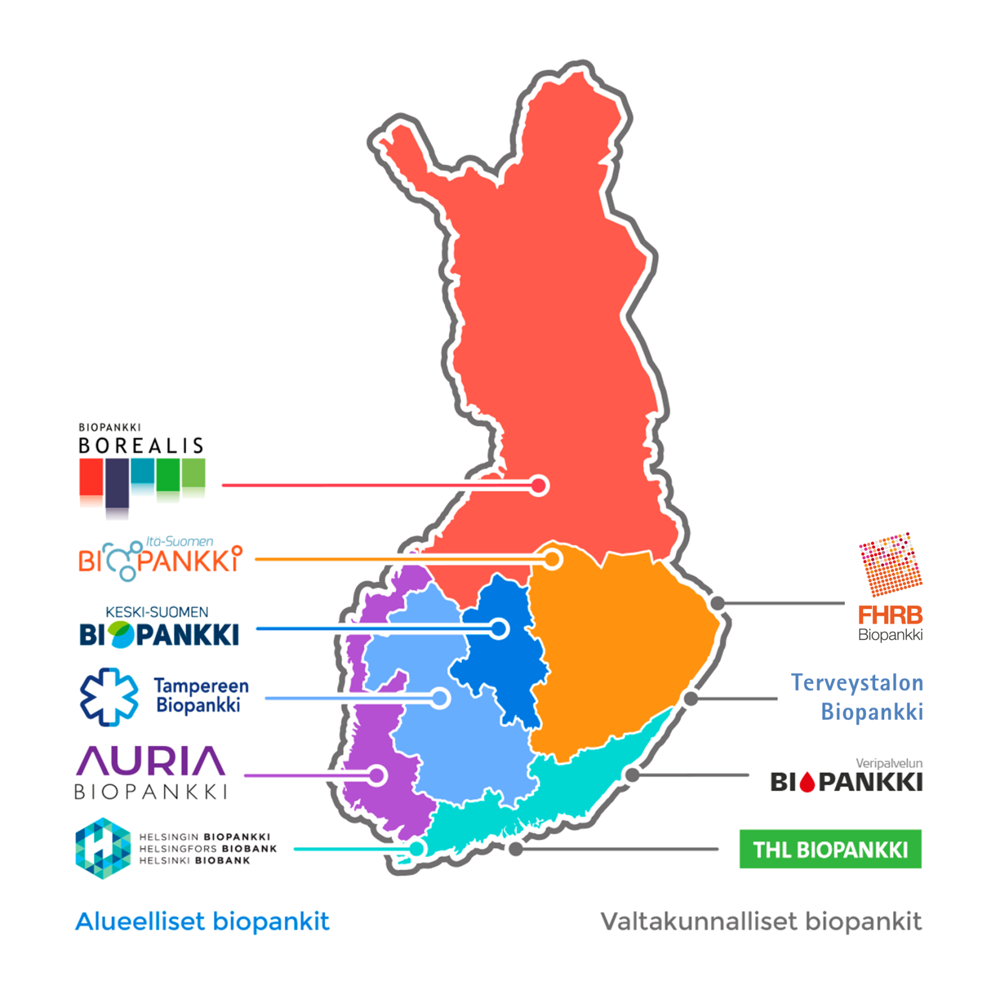 BIOPANKKI
BOREALIS
Itä-Suomen
BIOPANKKi
KESKI-SUOMEN
BIOPANKKI
Tampereen
Biopankki
AURIA
BIOPANKKI
HELSINGIN BIOPANKKI
HELSINGFORS BIOBANK
HELSINKI BIOBANK
Alueelliset biopankit
FHRB
Biopankki
Terveystalon
Biopankki
Veripalvelun
BIOPANKKI
THL BIOPANKKI
Valtakunnalliset biopankit